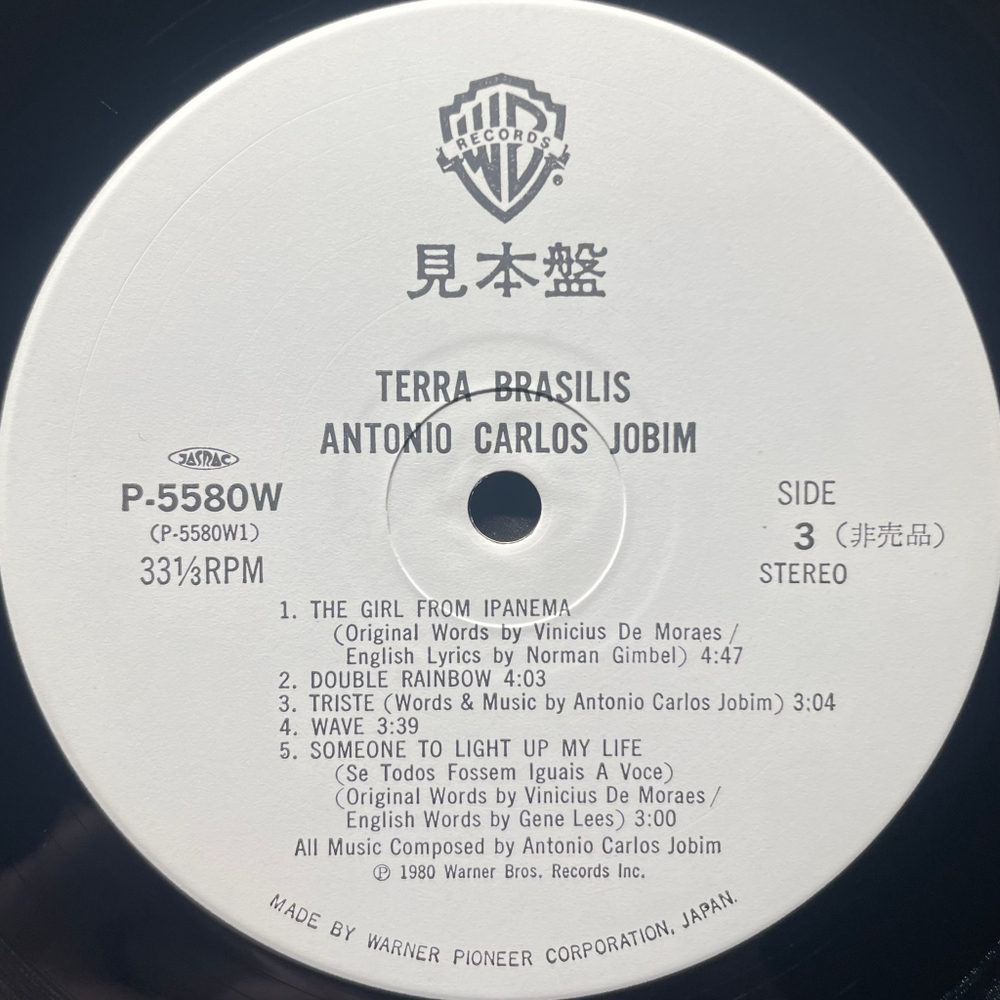 WB
RECORDS
®
見本盤
TERRA BRASILIS
ANTONIO CARLOS JOBIM
JASRAC
P-5580W
(P-5580W1)
33⅓RPM
SIDE
3 (非売品)
STEREO
1. THE GIRL FROM IPANEMA
(Original Words by Vinicius De Moraes /
English Lyrics by Norman Gimbel) 4:47
2. DOUBLE RAINBOW 4:03
3. TRISTE (Words & Music by Antonio Carlos Jobim) 3:04
4. WAVE 3:39
5. SOMEONE TO LIGHT UP MY LIFE
(Se Todos Fossem Iguais A Voce)
(Original Words by Vinicius De Moraes /
English Words by Gene Lees) 3:00
All Music Composed by Antonio Carlos Jobim
℗ 1980 Warner Bros. Records Inc.
MADE BY WARNER PIONEER CORPORATION, JAPAN.